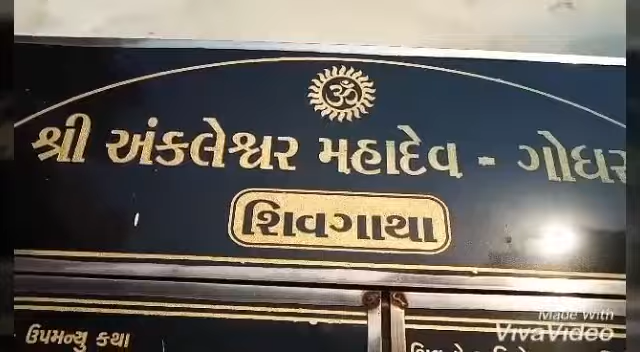 ૐ
શ્રી અંકલેશ્વર મહાદેવ - ગોધર
શિવગાથા
ઉપમન્યુ કથા
Made With
VivaVideo